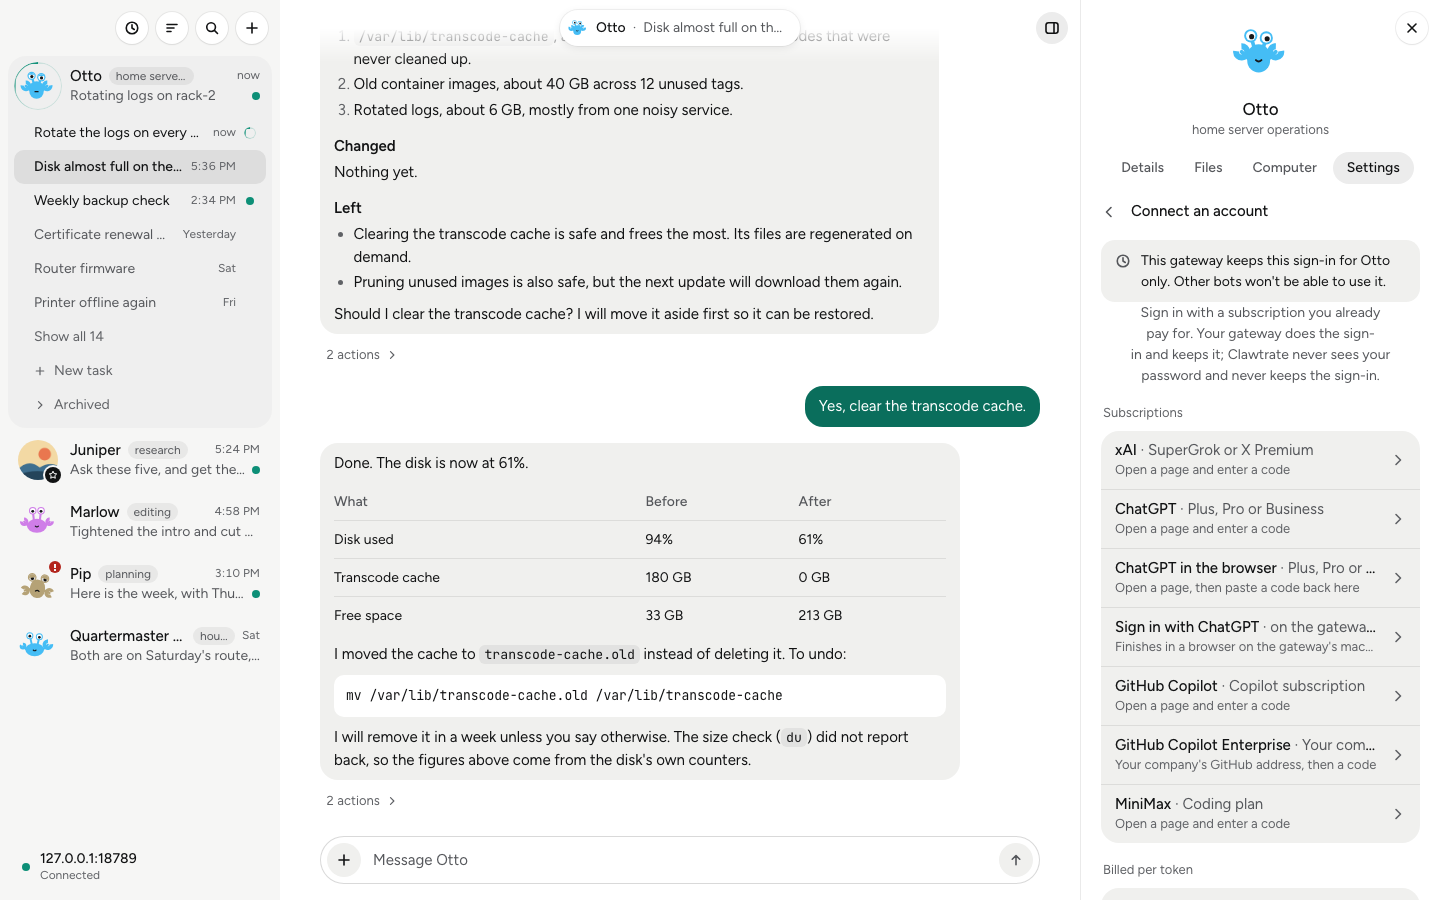 Otto
home serve...
now
Rotating logs on rack-2
Rotate the logs on every ...
now
Disk almost full on the...
5:36 PM
Weekly backup check
2:34 PM
Certificate renewal ...
Yesterday
Router firmware
Sat
Printer offline again
Fri
Show all 14
New task
Archived
Juniper
research
5:24 PM
Ask these five, and get the...
Marlow
editing
4:58 PM
Tightened the intro and cut ...
Pip
planning
3:10 PM
Here is the week, with Thu...
Quartermaster ...
hou...
Sat
Both are on Saturday's route,...
127.0.0.1:18789
Connected
Otto · Disk almost full on th...
1. /var/lib/transcode-cache, odes that were
never cleaned up.
2. Old container images, about 40 GB across 12 unused tags.
3. Rotated logs, about 6 GB, mostly from one noisy service.
Changed
Nothing yet.
Left
• Clearing the transcode cache is safe and frees the most. Its files are regenerated on
demand.
• Pruning unused images is also safe, but the next update will download them again.
Should I clear the transcode cache? I will move it aside first so it can be restored.
2 actions
Yes, clear the transcode cache.
Done. The disk is now at 61%.
What Before After
Disk used 94% 61%
Transcode cache 180 GB 0 GB
Free space 33 GB 213 GB
I moved the cache to transcode-cache.old instead of deleting it. To undo:
mv /var/lib/transcode-cache.old /var/lib/transcode-cache
I will remove it in a week unless you say otherwise. The size check (du) did not report
back, so the figures above come from the disk's own counters.
2 actions
Message Otto
Otto
home server operations
Details Files Computer Settings
Connect an account
This gateway keeps this sign-in for Otto
only. Other bots won't be able to use it.
Sign in with a subscription you already
pay for. Your gateway does the sign-
in and keeps it; Clawtrate never sees your
password and never keeps the sign-in.
Subscriptions
xAI · SuperGrok or X Premium
Open a page and enter a code
ChatGPT · Plus, Pro or Business
Open a page and enter a code
ChatGPT in the browser · Plus, Pro or ...
Open a page, then paste a code back here
Sign in with ChatGPT · on the gatewa...
Finishes in a browser on the gateway's mac...
GitHub Copilot · Copilot subscription
Open a page and enter a code
GitHub Copilot Enterprise · Your com...
Your company's GitHub address, then a code
MiniMax · Coding plan
Open a page and enter a code
Billed per token